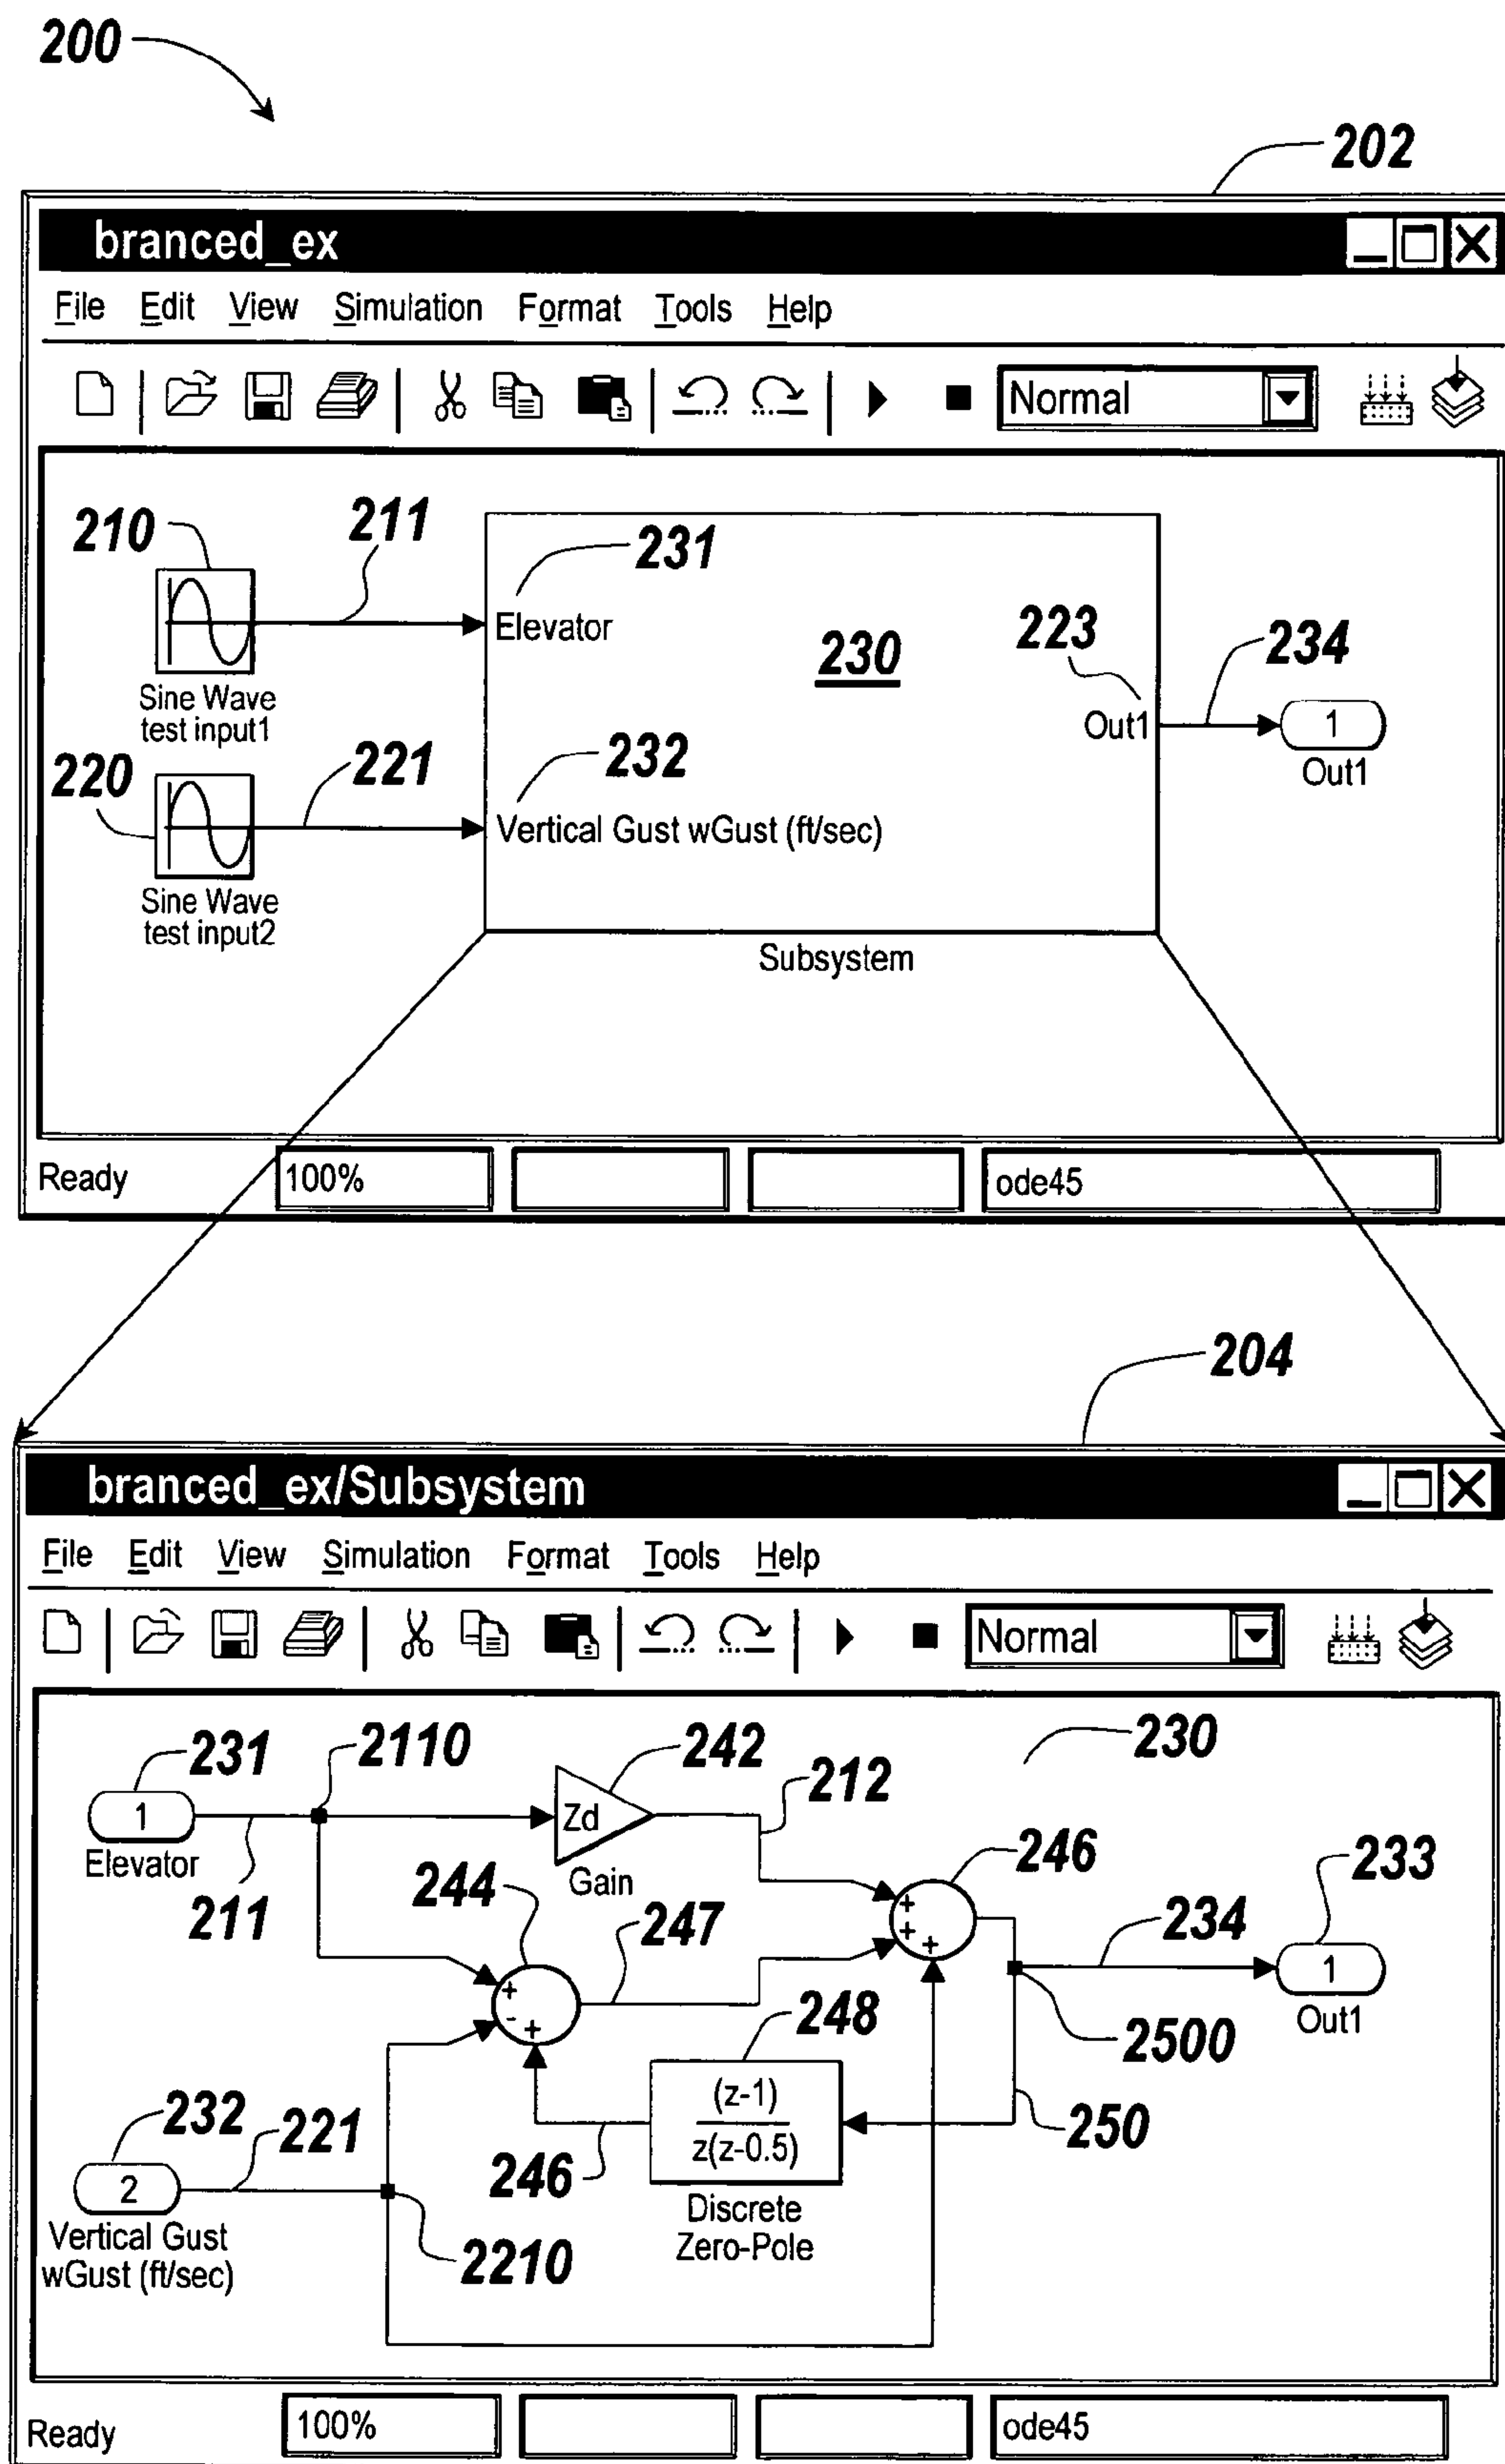 200
202
branced_ex
File Edit View Simulation Format Tools Help
Normal
210
211
231
Elevator
230
223
234
Sine Wave
test input1
Out1
1
Out1
220
221
232
Vertical Gust wGust (ft/sec)
Sine Wave
test input2
Subsystem
Ready 100% ode45
204
branced_ex/Subsystem
File Edit View Simulation Format Tools Help
Normal
231
2110
242
230
212
1
Zd
Elevator
Gain
211
244
247
246
234
233
+
+
+
1
Out1
+
-
+
248
2500
(z-1)
z(z-0.5)
250
232
221
246
2
Discrete
Zero-Pole
Vertical Gust
wGust (ft/sec)
2210
Ready 100% ode45